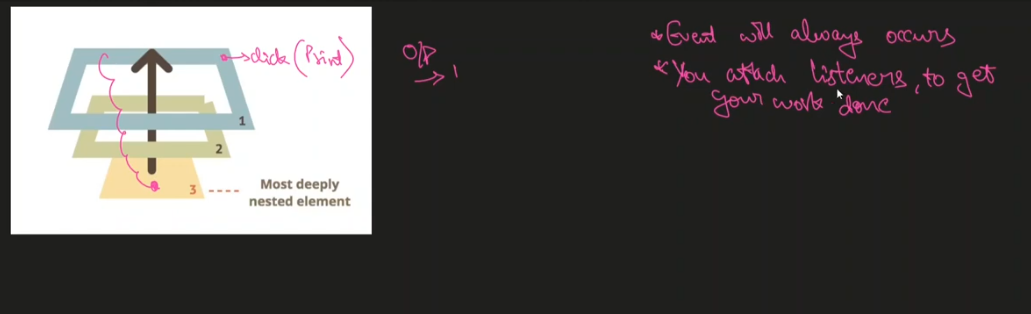 click (Print)
1
2
3
Most deeply
nested element
O/P
→ 1
* Event will always occurs
* You attach listeners, to get
your work done